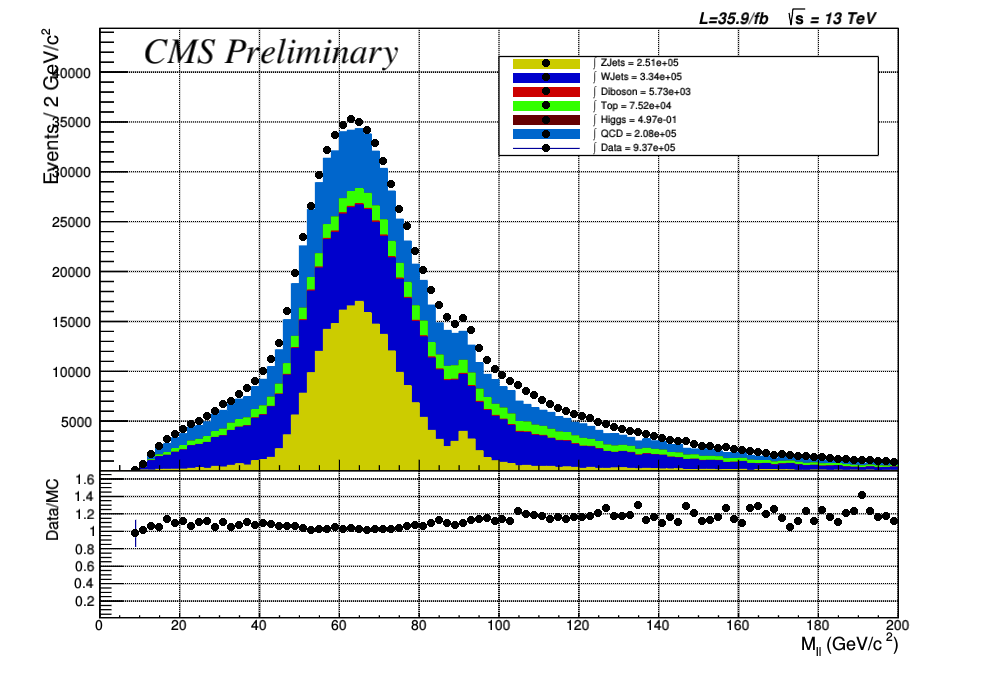 L=35.9/fb √s = 13 TeV
CMS Preliminary
Events / 2 GeV/c²
40000
35000
30000
25000
20000
15000
10000
5000
∫ ZJets = 2.51e+05
∫ WJets = 3.34e+05
∫ Diboson = 5.73e+03
∫ Top = 7.52e+04
∫ Higgs = 4.97e-01
∫ QCD = 2.08e+05
∫ Data = 9.37e+05
Data/MC
1.6
1.4
1.2
1
0.8
0.6
0.4
0.2
0 20 40 60 80 100 120 140 160 180 200
M_ll (GeV/c²)